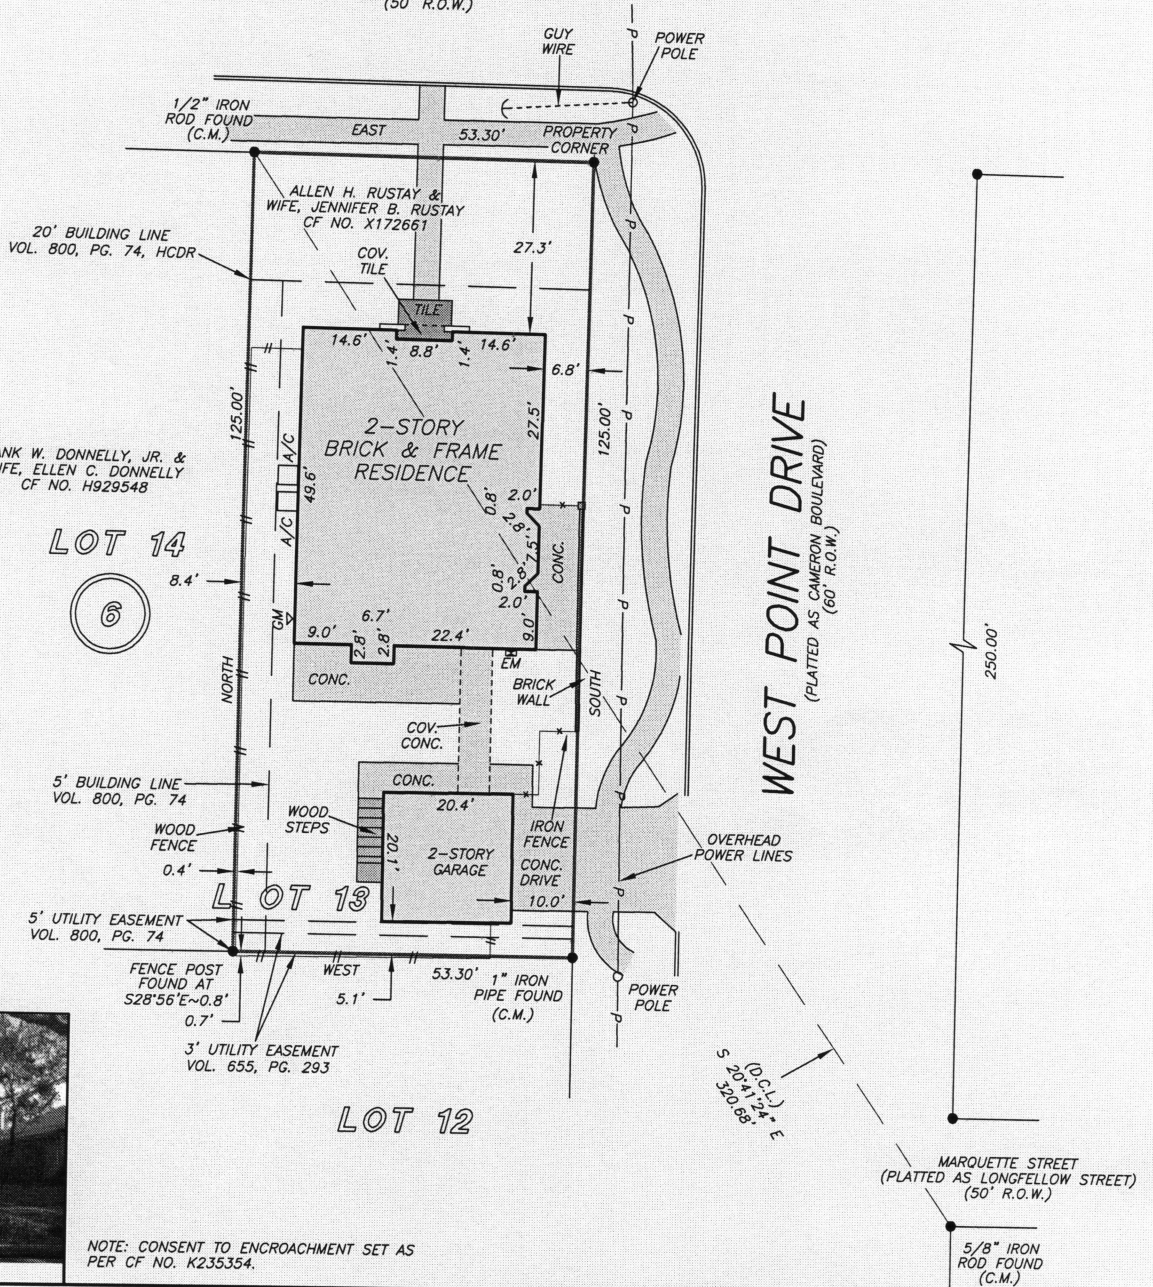 (50' R.O.W.)
GUY
WIRE
POWER
POLE
P
1/2" IRON
ROD FOUND
(C.M.)
EAST
53.30'
PROPERTY
CORNER
P
ALLEN H. RUSTAY &
WIFE, JENNIFER B. RUSTAY
CF NO. X172661
20' BUILDING LINE
VOL. 800, PG. 74, HCDR
COV.
TILE
27.3'
P
TILE
14.6'
1.4'
8.8'
1.4'
14.6'
P
6.8'
125.00'
2-STORY
BRICK & FRAME
RESIDENCE
27.5'
125.00'
P
WEST POINT DRIVE
(PLATTED AS CAMERON BOULEVARD)
(60' R.O.W.)
ANK W. DONNELLY, JR. &
IFE, ELLEN C. DONNELLY
CF NO. H929548
A/C
49.6'
A/C
0.8'
2.0'
2.8'
7.5'
CONC.
P
0.8'
2.8'
2.0'
9.0'
LOT 14
6
8.4'
GM
P
250.00'
9.0'
6.7'
2.8'
2.8'
22.4'
EM
CONC.
BRICK
WALL
NORTH
SOUTH
P
COV.
CONC.
5' BUILDING LINE
VOL. 800, PG. 74
CONC.
20.4'
WOOD
STEPS
WOOD
FENCE
20.1'
2-STORY
GARAGE
IRON
FENCE
CONC.
DRIVE
P
OVERHEAD
POWER LINES
0.4'
LOT 13
10.0'
P
5' UTILITY EASEMENT
VOL. 800, PG. 74
FENCE POST
FOUND AT
S28°56'E~0.8'
0.7'
WEST
53.30'
5.1'
1" IRON
PIPE FOUND
(C.M.)
POWER
POLE
P
3' UTILITY EASEMENT
VOL. 655, PG. 293
(D.C.L.)
S 20°41'24" E
320.68'
LOT 12
MARQUETTE STREET
(PLATTED AS LONGFELLOW STREET)
(50' R.O.W.)
NOTE: CONSENT TO ENCROACHMENT SET AS
PER CF NO. K235354.
5/8" IRON
ROD FOUND
(C.M.)